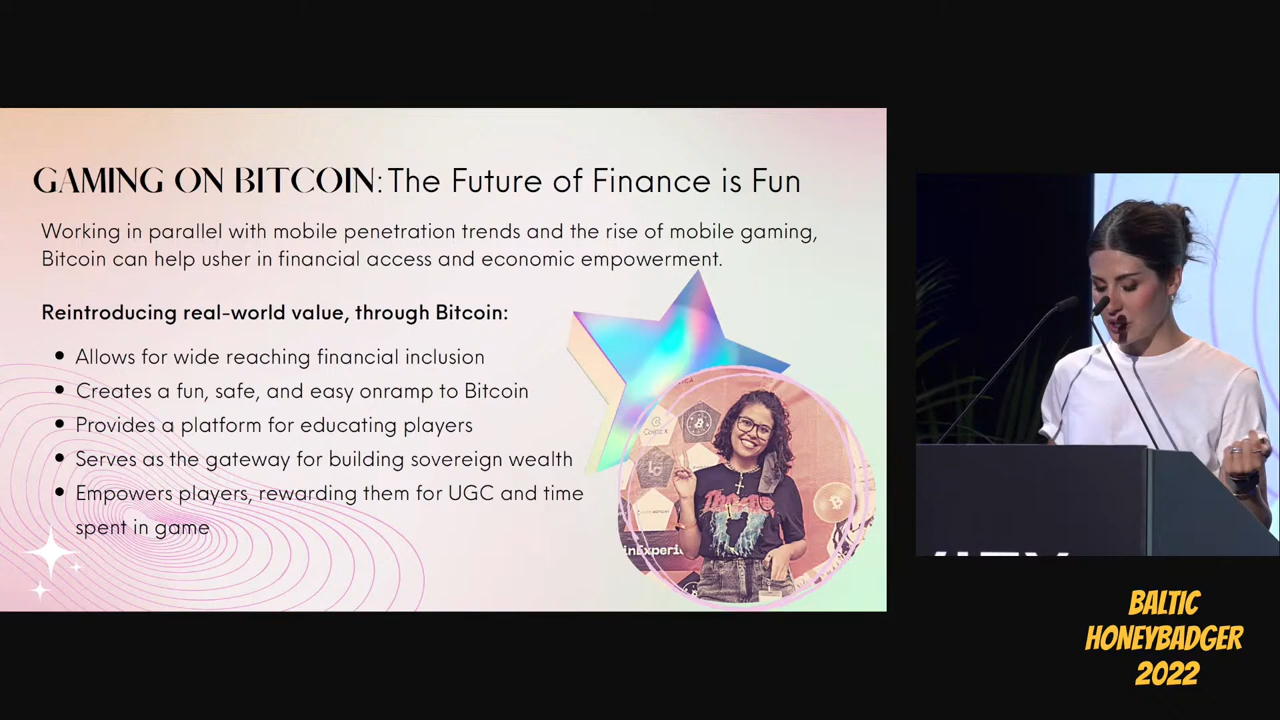 GAMING ON BITCOIN: The Future of Finance is Fun
Working in parallel with mobile penetration trends and the rise of mobile gaming,
Bitcoin can help usher in financial access and economic empowerment.
Reintroducing real-world value, through Bitcoin:
• Allows for wide reaching financial inclusion
• Creates a fun, safe, and easy onramp to Bitcoin
• Provides a platform for educating players
• Serves as the gateway for building sovereign wealth
• Empowers players, rewarding them for UGC and time
spent in game
BALTIC
HONEYBADGER
2022